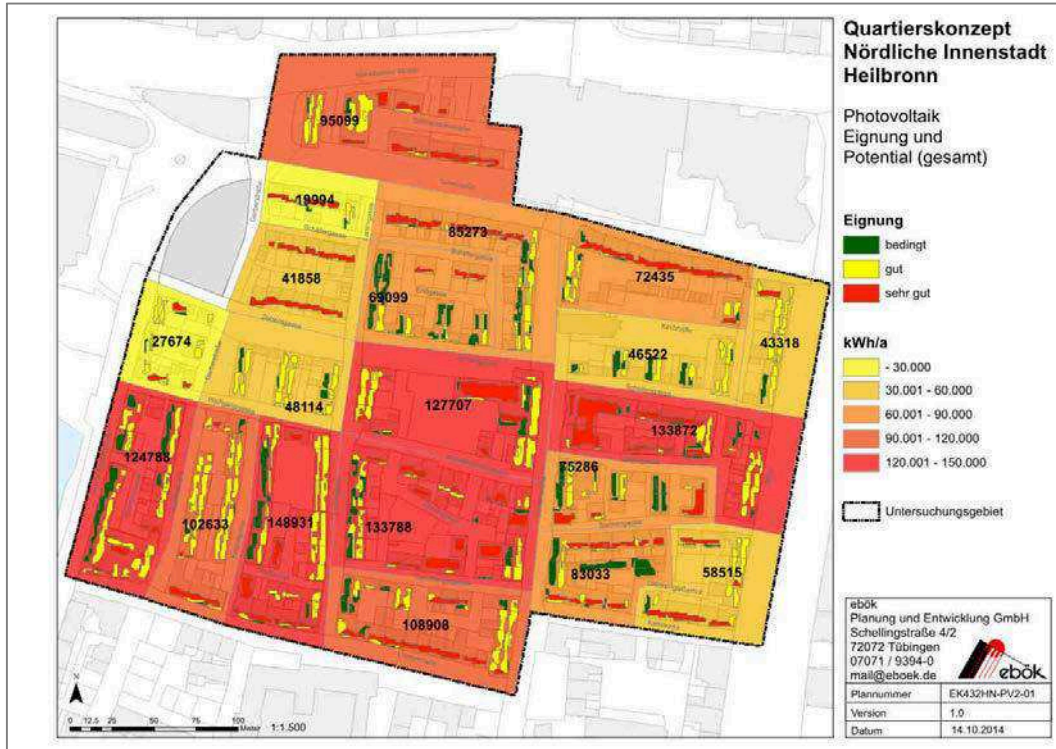 Quartierskonzept
Nördliche Innenstadt
Heilbronn
Photovoltaik
Eignung und
Potential (gesamt)
Eignung
bedingt
gut
sehr gut
kWh/a
- 30.000
30.001 - 60.000
60.001 - 90.000
90.001 - 120.000
120.001 - 150.000
Untersuchungsgebiet
95099
19994
85273
41858
72435
69099
27674
46522
43318
48114
127707
133872
124788
75286
102633
148931
133788
83033
58515
108908
N
0 12,5 25 50 75 100
Meter 1:1.500
ebök
Planung und Entwicklung GmbH
Schellingstraße 4/2
72072 Tübingen
07071 / 9394-0
mail@eboek.de
ebök
Plannummer EK432HN-PV2-01
Version 1.0
Datum 14.10.2014